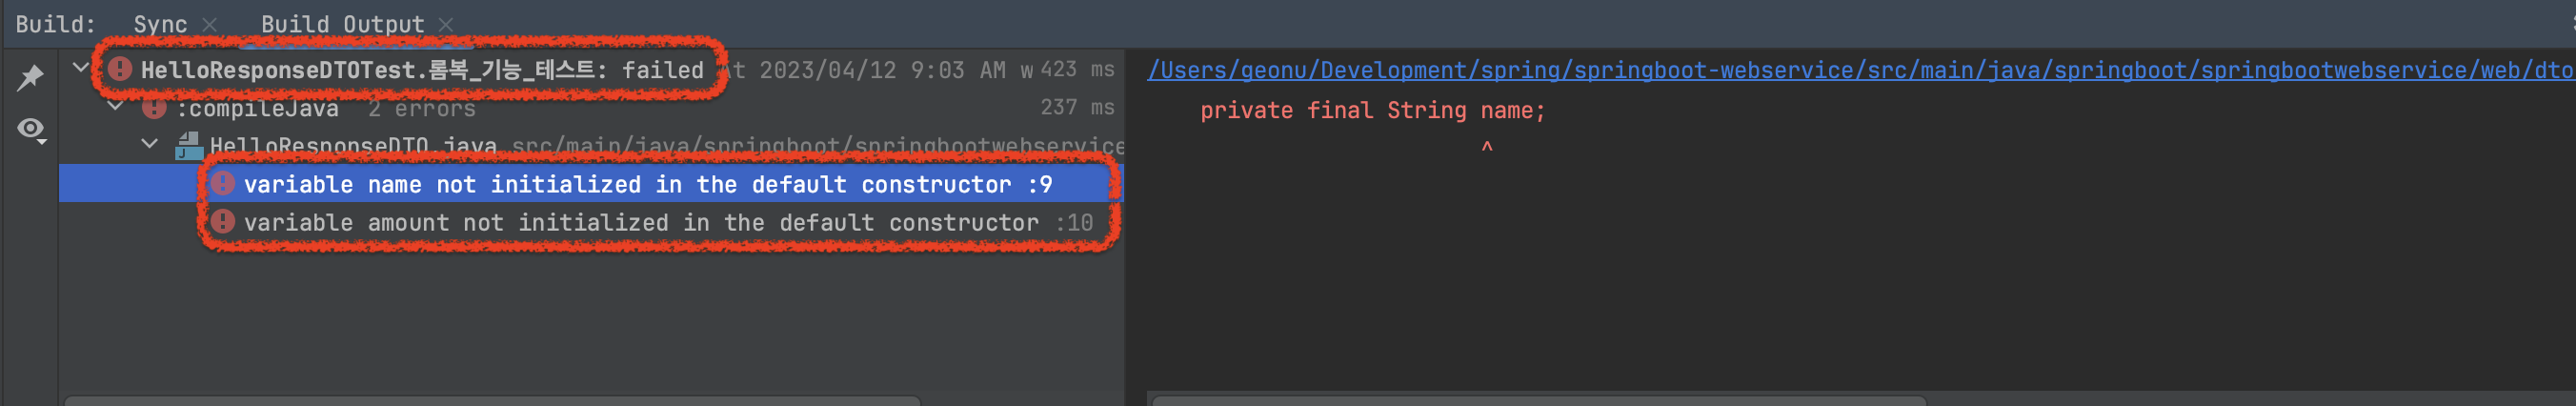 Build: Sync Build Output
HelloResponseDTOTest.롬복_기능_테스트: failed At 2023/04/12 9:03 AM w 423 ms
:compileJava 2 errors 237 ms
HelloResponseDTO.java src/main/java/springboot/springbootwebservice
variable name not initialized in the default constructor :9
variable amount not initialized in the default constructor :10
/Users/geonu/Development/spring/springboot-webservice/src/main/java/springboot/springbootwebservice/web/dto
private final String name;
^